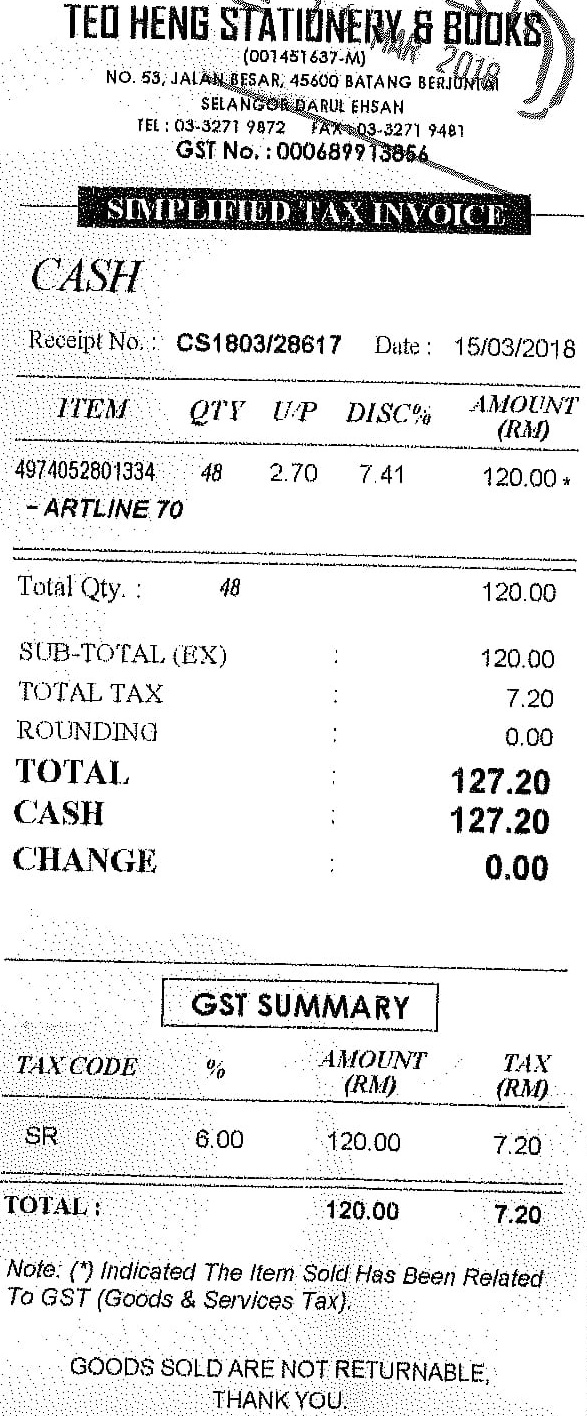 TEO HENG STATIONERY & BOOKS
MAR 2018
(001451637-M)
NO. 53, JALAN BESAR, 45600 BATANG BERJUNTAI
SELANGOR DARUL EHSAN
TEL : 03-3271 9872 FAX : 03-3271 9481
GST No. : 000689913856
SIMPLIFIED TAX INVOICE
CASH
Receipt No. : CS1803/28617 Date : 15/03/2018
ITEM QTY U/P DISC% AMOUNT (RM)
4974052801334 48 2.70 7.41 120.00 *
- ARTLINE 70
Total Qty. : 48 120.00
SUB-TOTAL (EX) : 120.00
TOTAL TAX : 7.20
ROUNDING : 0.00
TOTAL : 127.20
CASH : 127.20
CHANGE : 0.00
GST SUMMARY
TAX CODE % AMOUNT (RM) TAX (RM)
SR 6.00 120.00 7.20
TOTAL : 120.00 7.20
Note: (*) Indicated The Item Sold Has Been Related
To GST (Goods & Services Tax).
GOODS SOLD ARE NOT RETURNABLE,
THANK YOU.